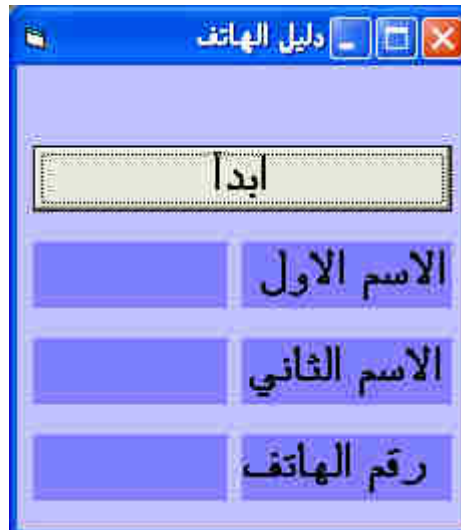 دليل الهاتف
ابدأ
الاسم الاول
الاسم الثاني
رقم الهاتف